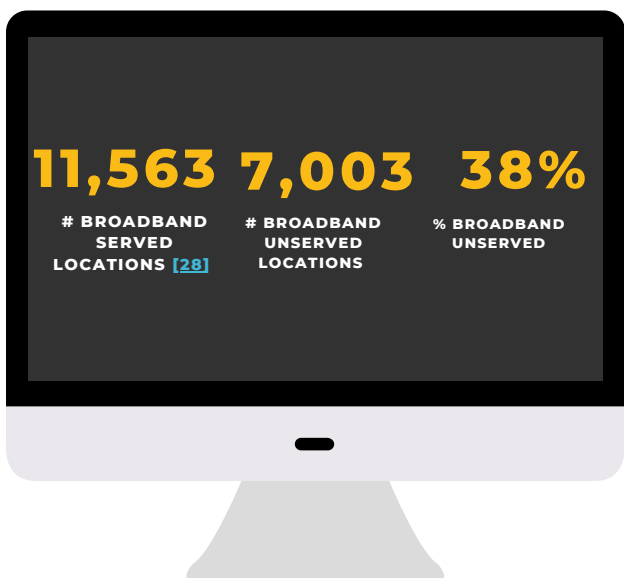 11,563
# BROADBAND
SERVED
LOCATIONS [28]
7,003
# BROADBAND
UNSERVED
LOCATIONS
38%
% BROADBAND
UNSERVED